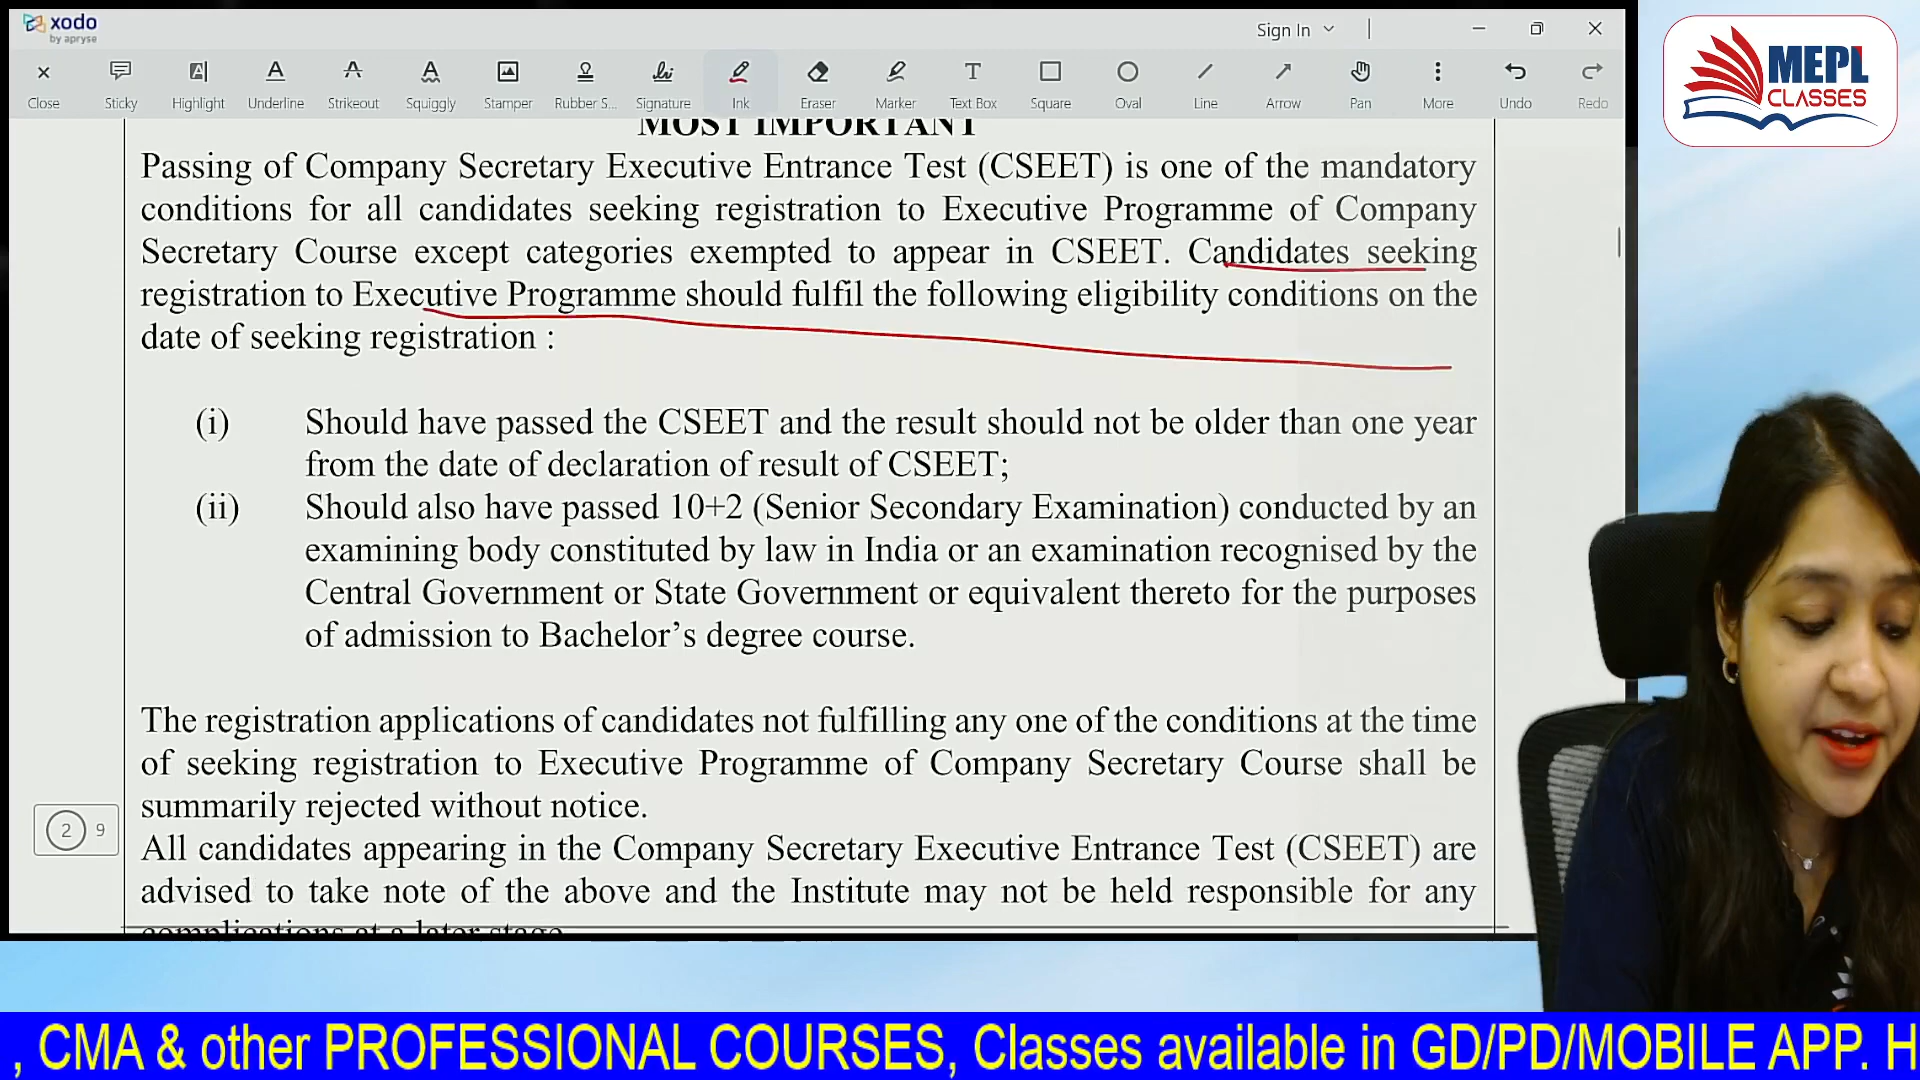 xodo
by apryse
Sign In
Close
Sticky
Highlight
Underline
Strikeout
Squiggly
Stamper
Rubber S...
Signature
Ink
Eraser
Marker
Text Box
Square
Oval
Line
Arrow
Pan
More
Undo
Redo
MEPL
CLASSES
MOST IMPORTANT
Passing of Company Secretary Executive Entrance Test (CSEET) is one of the mandatory
conditions for all candidates seeking registration to Executive Programme of Company
Secretary Course except categories exempted to appear in CSEET. Candidates seeking
registration to Executive Programme should fulfil the following eligibility conditions on the
date of seeking registration :
(i) Should have passed the CSEET and the result should not be older than one year
from the date of declaration of result of CSEET;
(ii) Should also have passed 10+2 (Senior Secondary Examination) conducted by an
examining body constituted by law in India or an examination recognised by the
Central Government or State Government or equivalent thereto for the purposes
of admission to Bachelor's degree course.
The registration applications of candidates not fulfilling any one of the conditions at the time
of seeking registration to Executive Programme of Company Secretary Course shall be
summarily rejected without notice.
2 9
All candidates appearing in the Company Secretary Executive Entrance Test (CSEET) are
advised to take note of the above and the Institute may not be held responsible for any
complications at a later stage.
, CMA & other PROFESSIONAL COURSES, Classes available in GD/PD/MOBILE APP. H